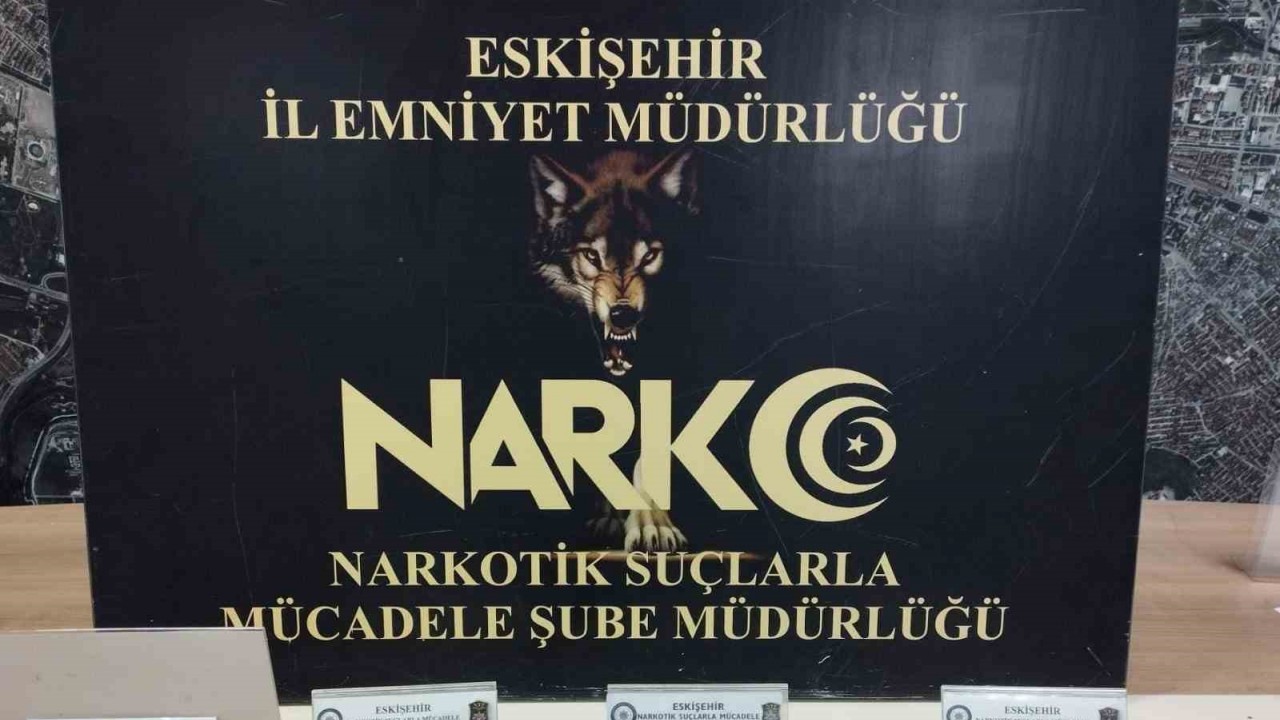 ESKİŞEHİR
İL EMNİYET MÜDÜRLÜĞÜ
NARKO
NARKOTİK SUÇLARLA
MÜCADELE ŞUBE MÜDÜRLÜĞÜ
ESKİŞEHİR
ESKİŞEHİR
NARKOTİK SUÇLARLA MÜCADELE
ESKİŞEHİR